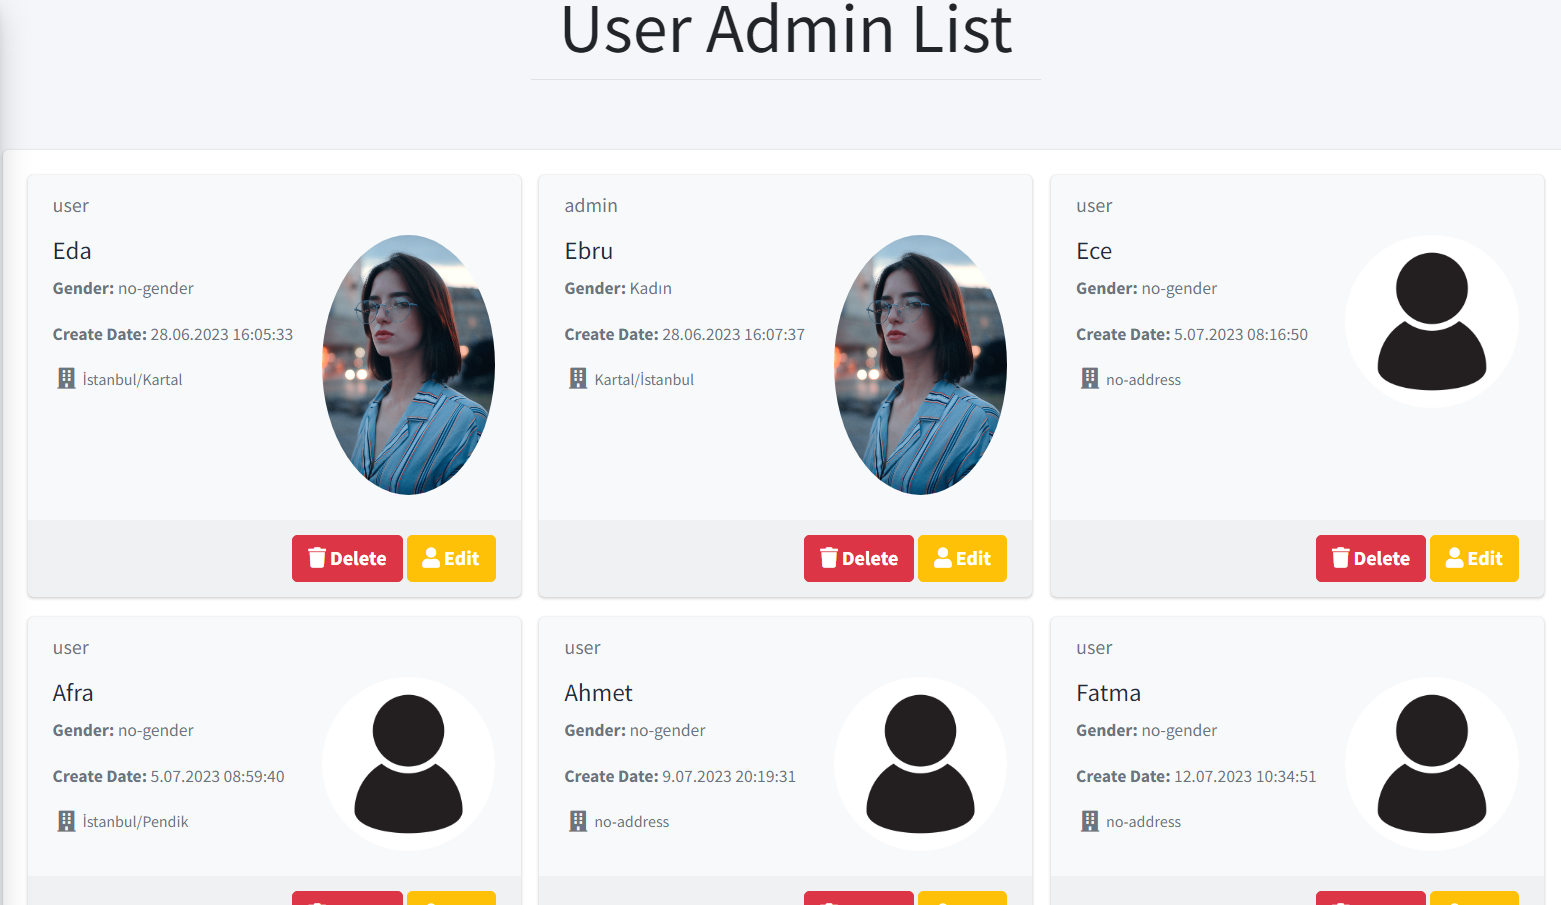 User Admin List
user
Eda
Gender: no-gender
Create Date: 28.06.2023 16:05:33
İstanbul/Kartal
Delete Edit
admin
Ebru
Gender: Kadın
Create Date: 28.06.2023 16:07:37
Kartal/İstanbul
Delete Edit
user
Ece
Gender: no-gender
Create Date: 5.07.2023 08:16:50
no-address
Delete Edit
user
Afra
Gender: no-gender
Create Date: 5.07.2023 08:59:40
İstanbul/Pendik
user
Ahmet
Gender: no-gender
Create Date: 9.07.2023 20:19:31
no-address
user
Fatma
Gender: no-gender
Create Date: 12.07.2023 10:34:51
no-address